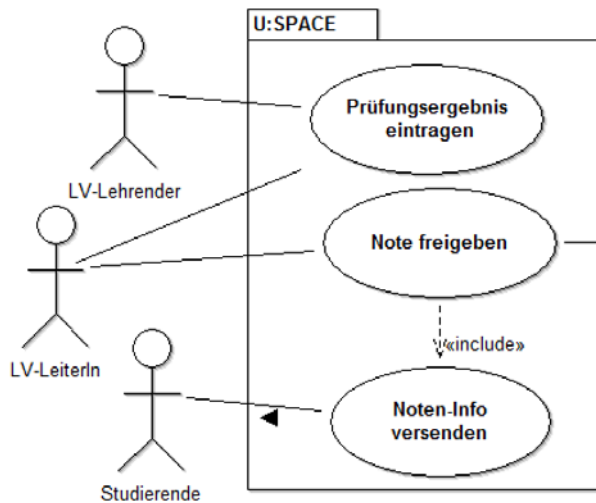 U:SPACE
Prüfungsergebnis
eintragen
LV-Lehrender
Note freigeben
LV-LeiterIn
«include»
Noten-Info
versenden
Studierende